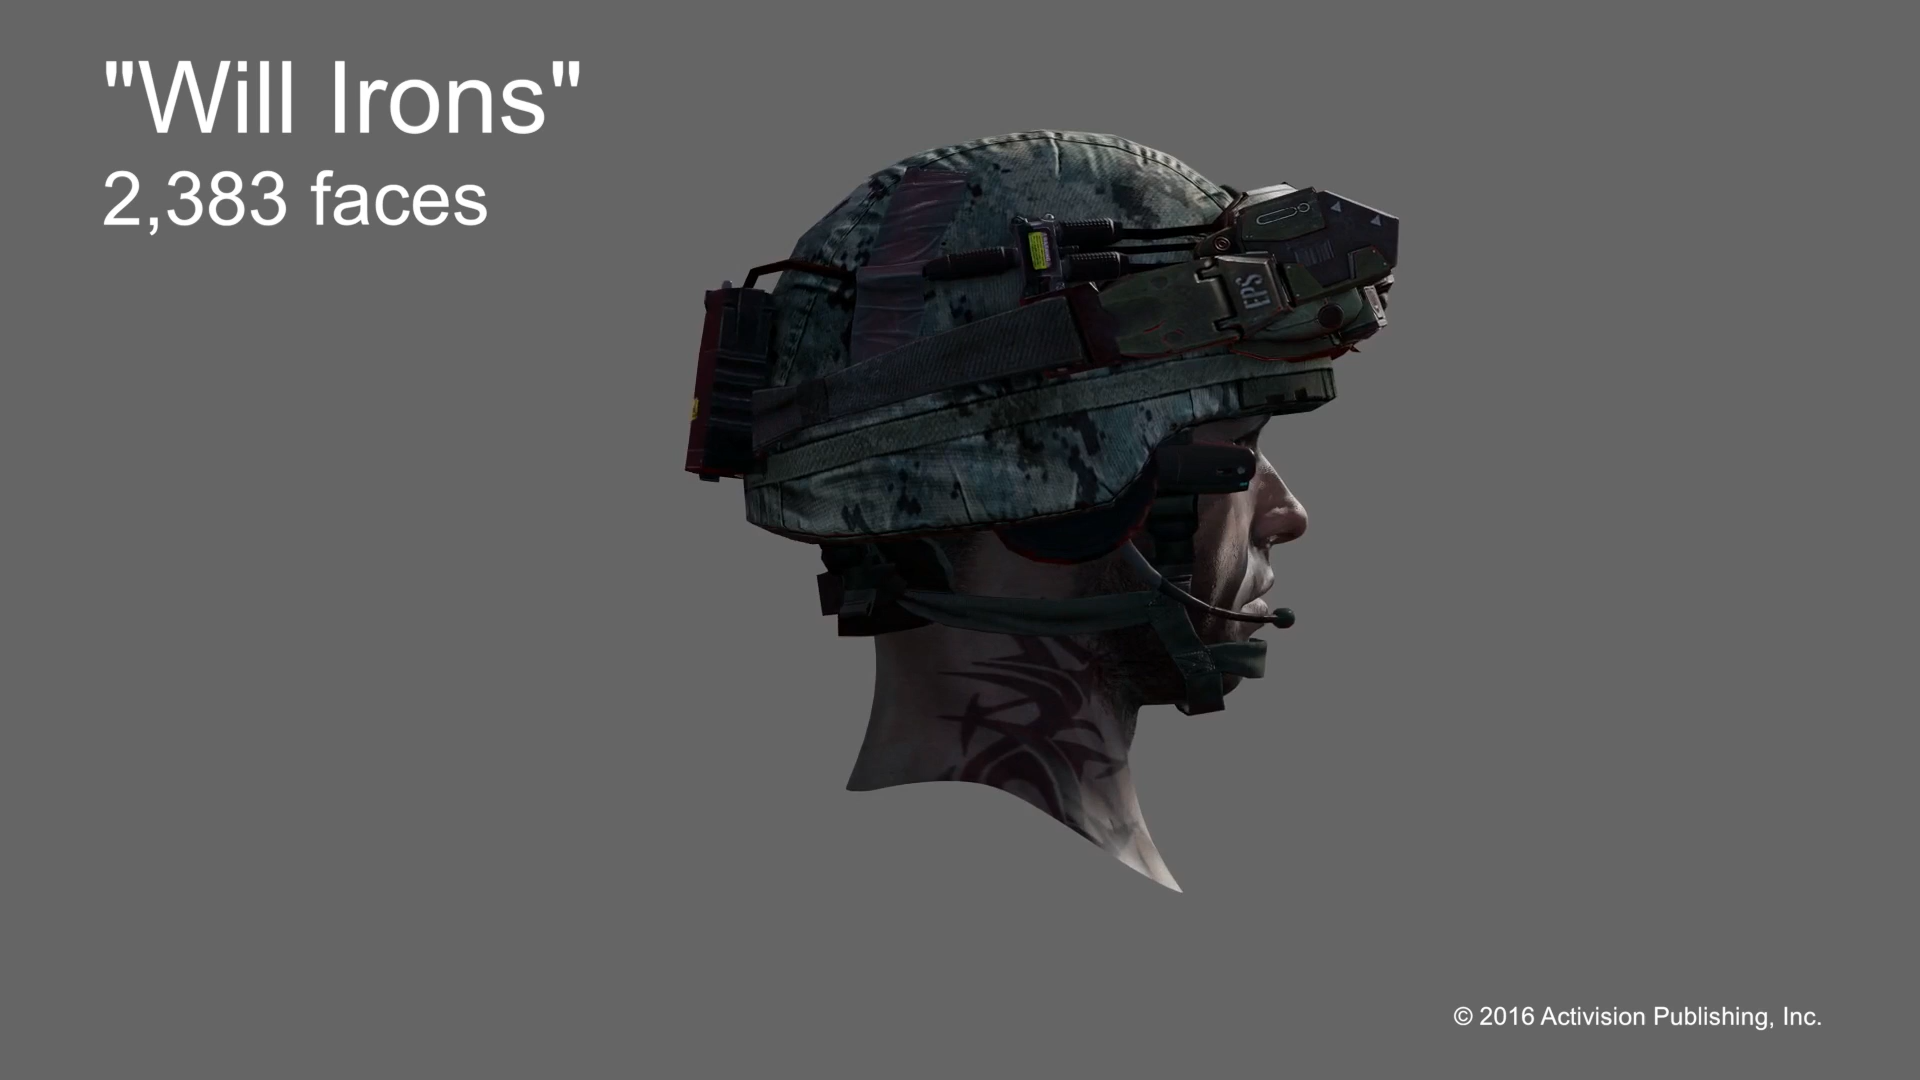 "Will Irons"
2,383 faces
EPS
© 2016 Activision Publishing, Inc.